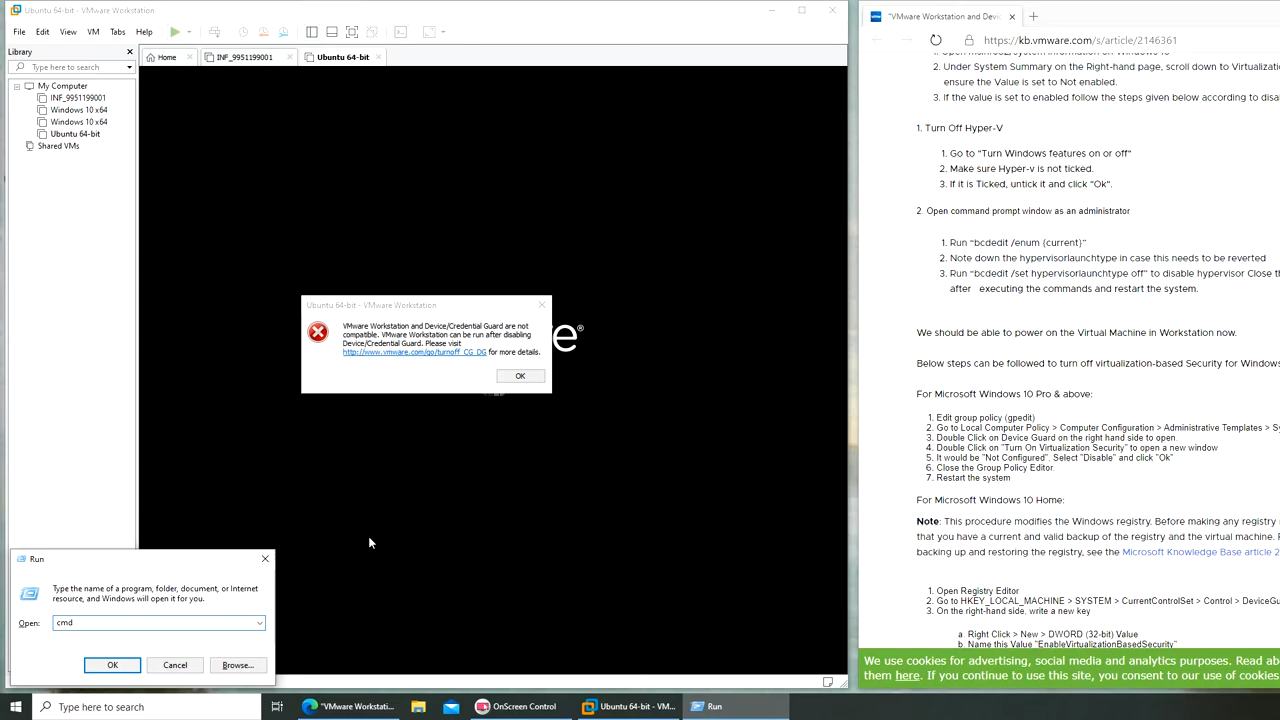 Ubuntu 64-bit - VMware Workstation
File Edit View VM Tabs Help
Library
Type here to search
My Computer
INF_9951199001
Windows 10 x64
Windows 10 x64
Ubuntu 64-bit
Shared VMs
Home INF_9951199001 Ubuntu 64-bit
Ubuntu 64-bit - VMware Workstation
VMware Workstation and Device/Credential Guard are not
compatible. VMware Workstation can be run after disabling
Device/Credential Guard. Please visit
http://www.vmware.com/go/turnoff_CG_DG for more details.
OK
e®
Run
Type the name of a program, folder, document, or Internet
resource, and Windows will open it for you.
Open: cmd
OK Cancel Browse...
"VMware Workstation and Devic
https://kb.vmware.com/s/article/2146361
2. Under System Summary on the Right-hand page, scroll down to Virtualizati
ensure the Value is set to Not enabled.
3. If the value is set to enabled follow the steps given below according to disa
1. Turn Off Hyper-V
1. Go to "Turn Windows features on or off"
2. Make sure Hyper-v is not ticked.
3. If it is Ticked, untick it and click "Ok".
2. Open command prompt window as an administrator
1. Run "bcdedit /enum {current}"
2. Note down the hypervisorlaunchtype in case this needs to be reverted
3. Run "bcdedit /set hypervisorlaunchtype off" to disable hypervisor Close th
after executing the commands and restart the system.
We should be able to power on the Virtual Machine in Workstation now.
Below steps can be followed to turn off virtualization-based Security for Windows
For Microsoft Windows 10 Pro & above:
1. Edit group policy (gpedit)
2. Go to Local Computer Policy > Computer Configuration > Administrative Templates > Sy
3. Double Click on Device Guard on the right hand side to open.
4. Double Click on "Turn On Virtualization Security" to open a new window
5. It would be "Not Configured". Select "Disable" and click "Ok"
6. Close the Group Policy Editor.
7. Restart the system
For Microsoft Windows 10 Home:
Note: This procedure modifies the Windows registry. Before making any registry
that you have a current and valid backup of the registry and the virtual machine.
backing up and restoring the registry, see the Microsoft Knowledge Base article 2
1. Open Registry Editor
2. Go to HKEY_LOCAL_MACHINE > SYSTEM > CurrentControlSet > Control > DeviceGu
3. On the right-hand side, write a new key
a. Right Click > New > DWORD (32-bit) Value
b. Name this Value "EnableVirtualizationBasedSecurity"
We use cookies for advertising, social media and analytics purposes. Read ab
them here. If you continue to use this site, you consent to our use of cookies
Type here to search "VMware Workstati... OnScreen Control Ubuntu 64-bit - VM... Run